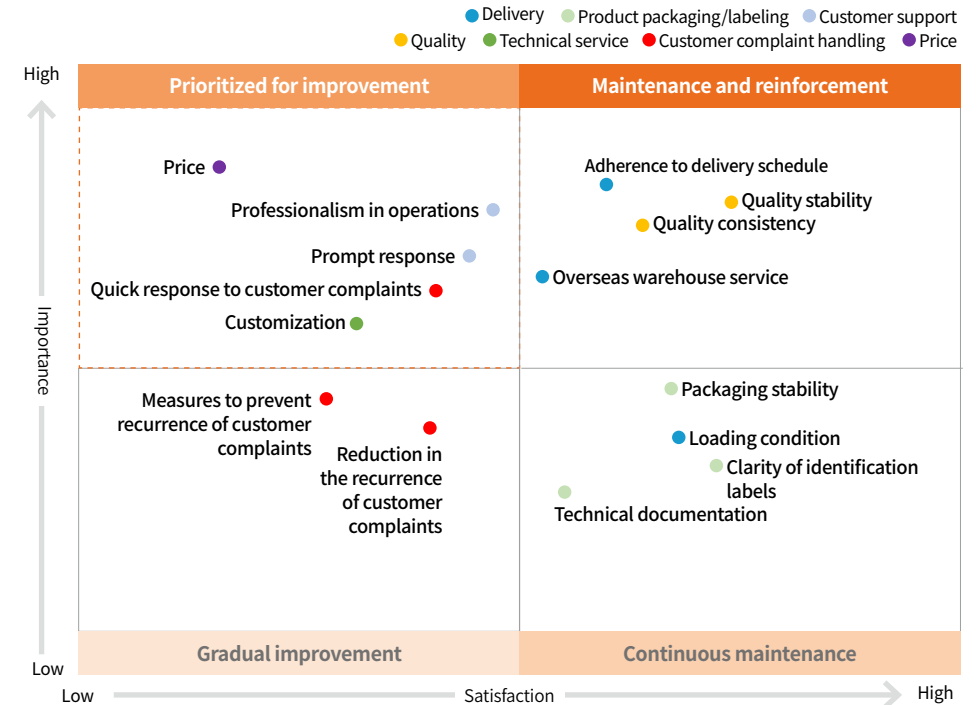 Delivery Product packaging/labeling Customer support
Quality Technical service Customer complaint handling Price
High
Prioritized for improvement
Maintenance and reinforcement
Price
Adherence to delivery schedule
Professionalism in operations
Quality stability
Quality consistency
Prompt response
Overseas warehouse service
Quick response to customer complaints
Customization
Importance
Measures to prevent
recurrence of customer
complaints
Reduction in
the recurrence
of customer
complaints
Packaging stability
Loading condition
Clarity of identification
labels
Technical documentation
Gradual improvement
Continuous maintenance
Low
Low
Satisfaction
High